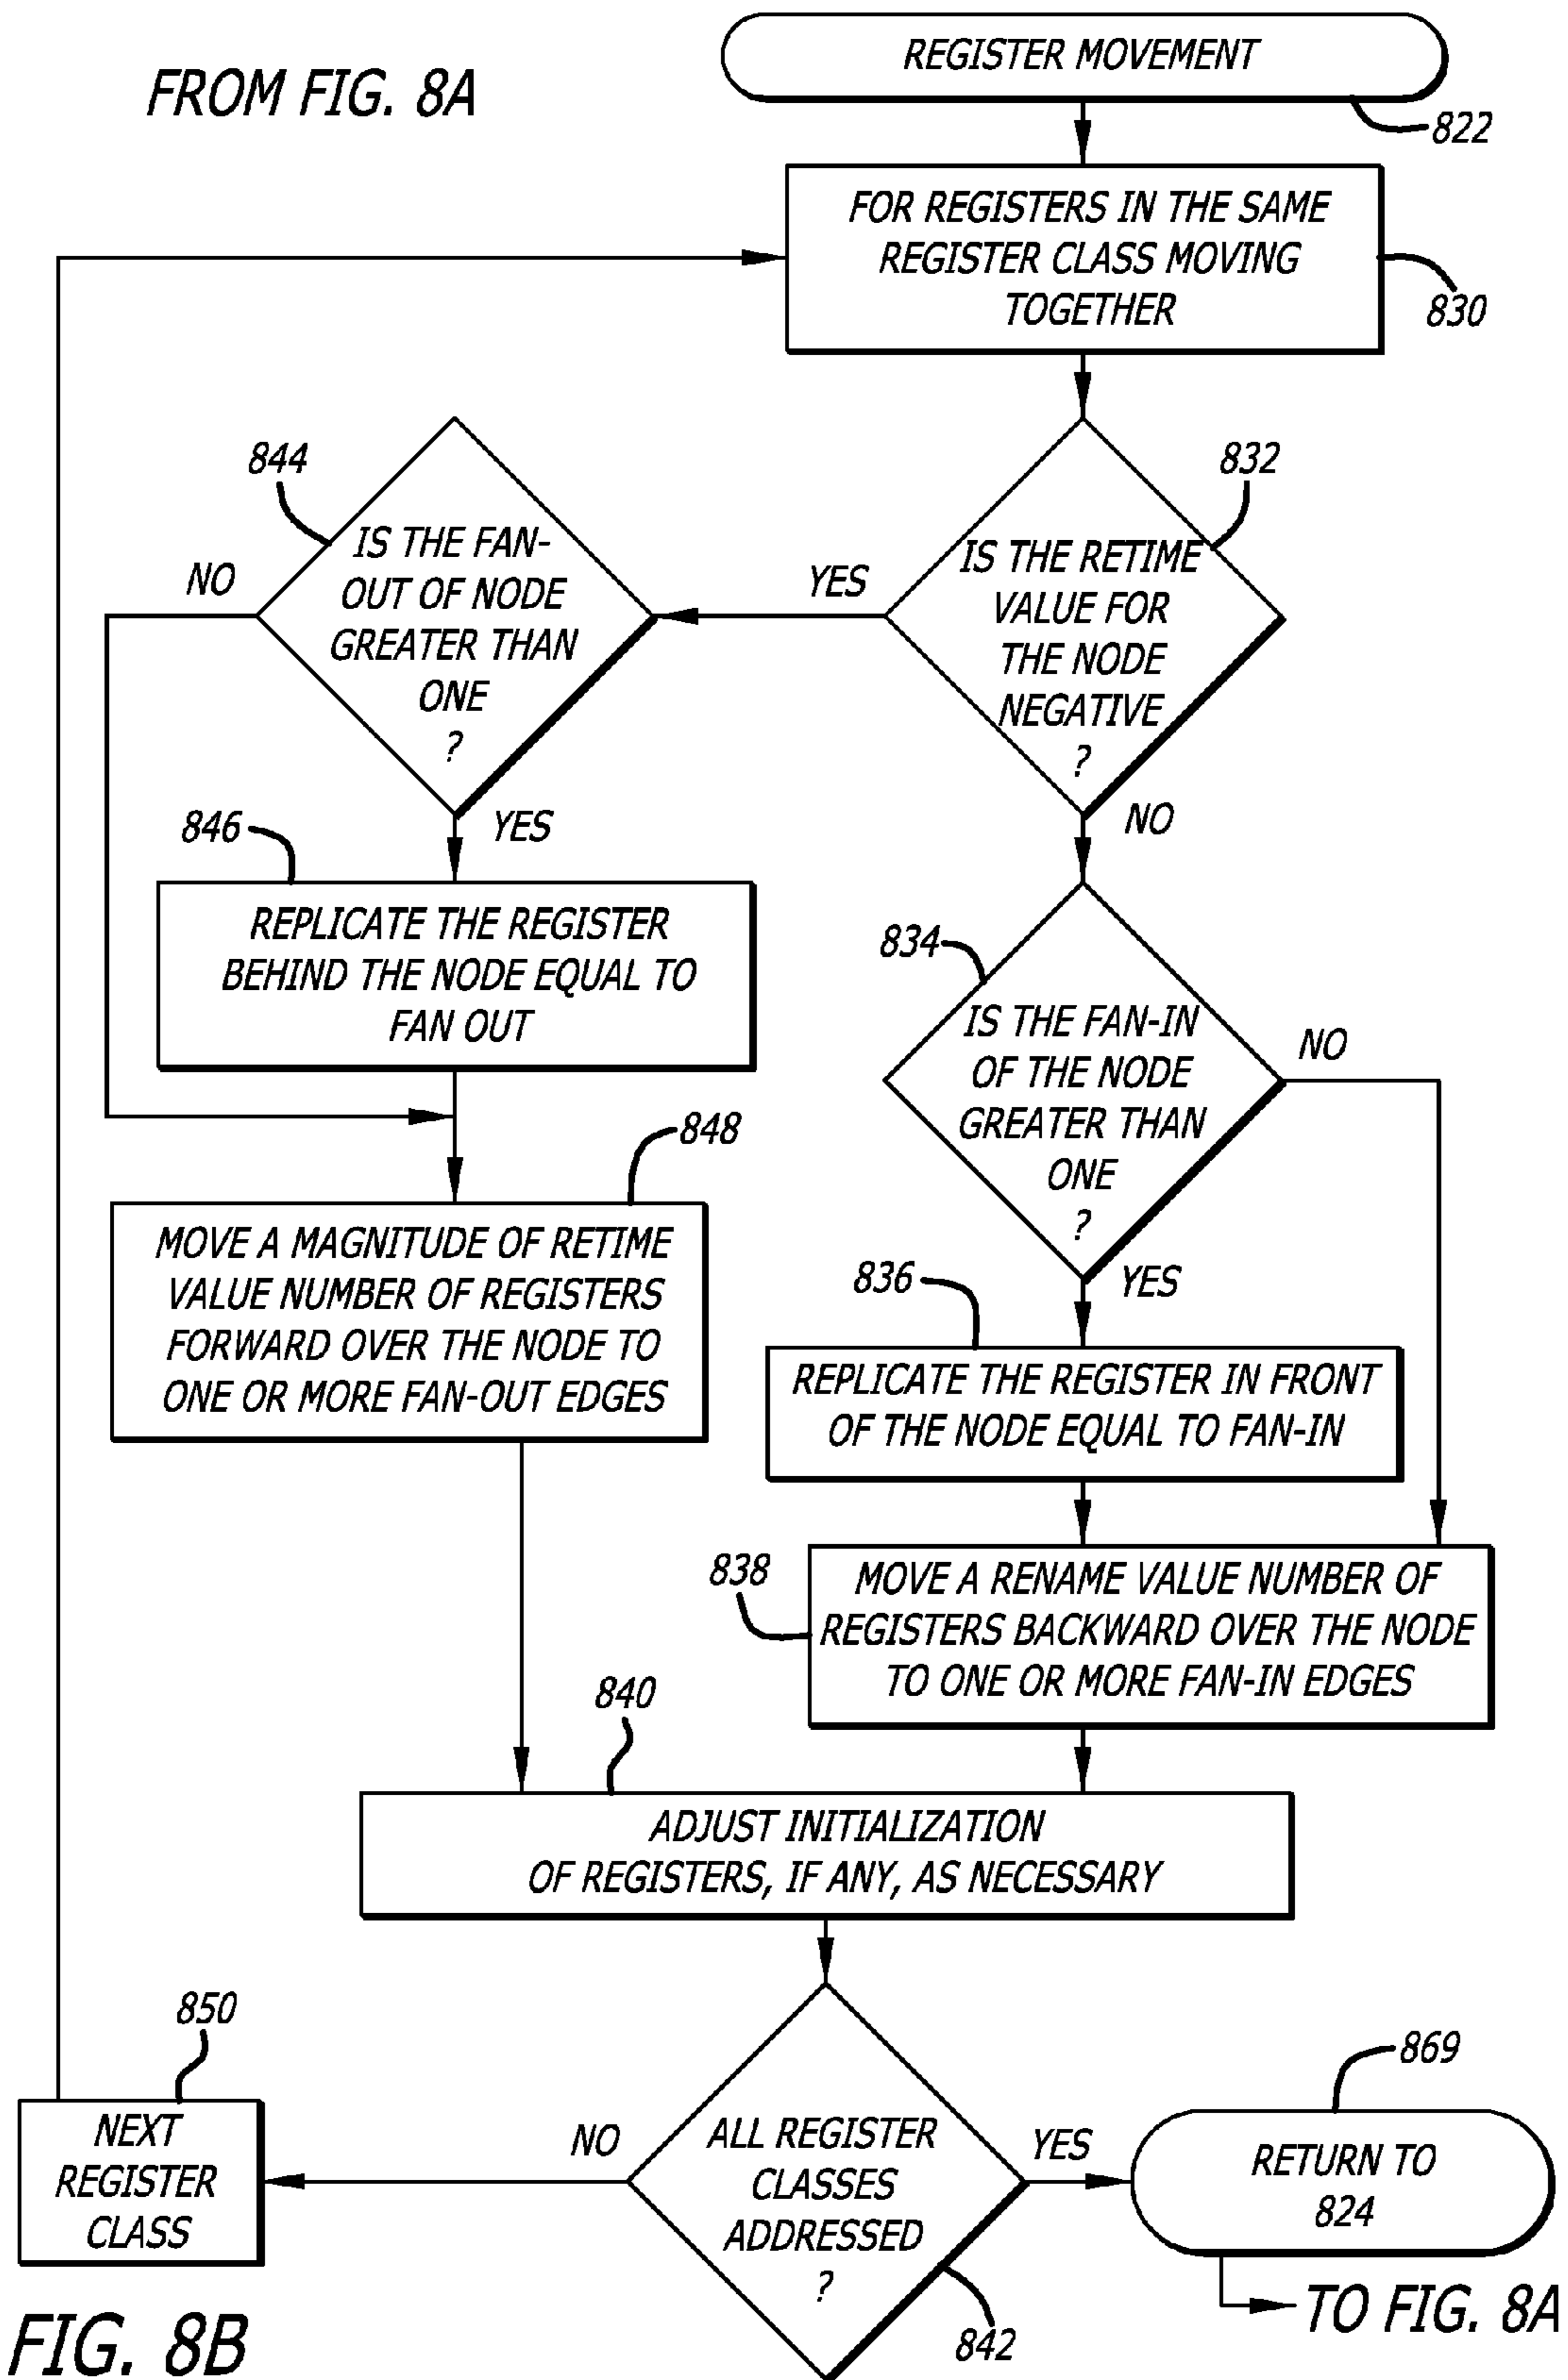 FROM FIG. 8A
REGISTER MOVEMENT
822
FOR REGISTERS IN THE SAME
REGISTER CLASS MOVING
TOGETHER
830
832
IS THE RETIME
VALUE FOR
THE NODE
NEGATIVE
?
YES
NO
844
IS THE FAN-
OUT OF NODE
GREATER THAN
ONE
?
NO
YES
846
REPLICATE THE REGISTER
BEHIND THE NODE EQUAL TO
FAN OUT
848
MOVE A MAGNITUDE OF RETIME
VALUE NUMBER OF REGISTERS
FORWARD OVER THE NODE TO
ONE OR MORE FAN-OUT EDGES
834
IS THE FAN-IN
OF THE NODE
GREATER THAN
ONE
?
NO
YES
836
REPLICATE THE REGISTER IN FRONT
OF THE NODE EQUAL TO FAN-IN
838
MOVE A RENAME VALUE NUMBER OF
REGISTERS BACKWARD OVER THE NODE
TO ONE OR MORE FAN-IN EDGES
840
ADJUST INITIALIZATION
OF REGISTERS, IF ANY, AS NECESSARY
ALL REGISTER
CLASSES
ADDRESSED
?
842
NO
YES
850
NEXT
REGISTER
CLASS
869
RETURN TO
824
TO FIG. 8A
FIG. 8B